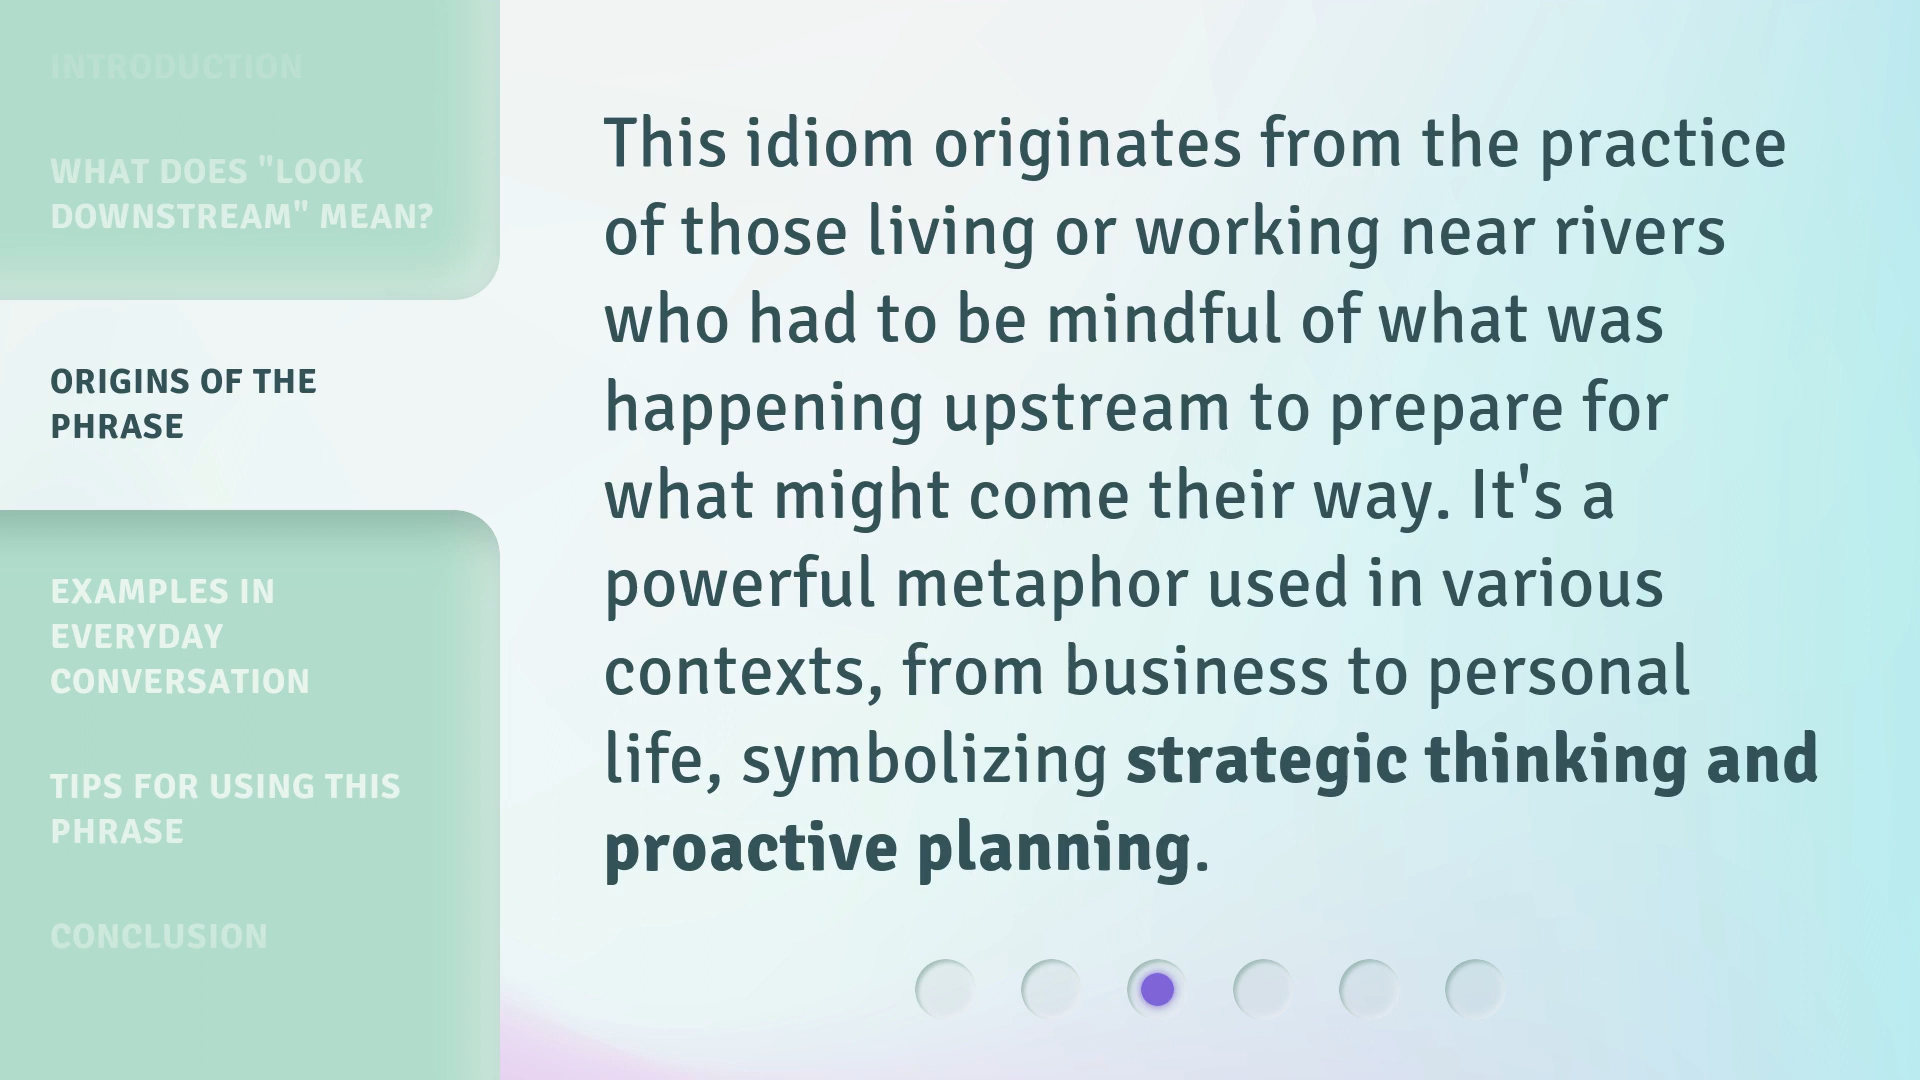 INTRODUCTION
WHAT DOES "LOOK
DOWNSTREAM" MEAN?
ORIGINS OF THE
PHRASE
EXAMPLES IN
EVERYDAY
CONVERSATION
TIPS FOR USING THIS
PHRASE
CONCLUSION
This idiom originates from the practice
of those living or working near rivers
who had to be mindful of what was
happening upstream to prepare for
what might come their way. It's a
powerful metaphor used in various
contexts, from business to personal
life, symbolizing strategic thinking and
proactive planning.